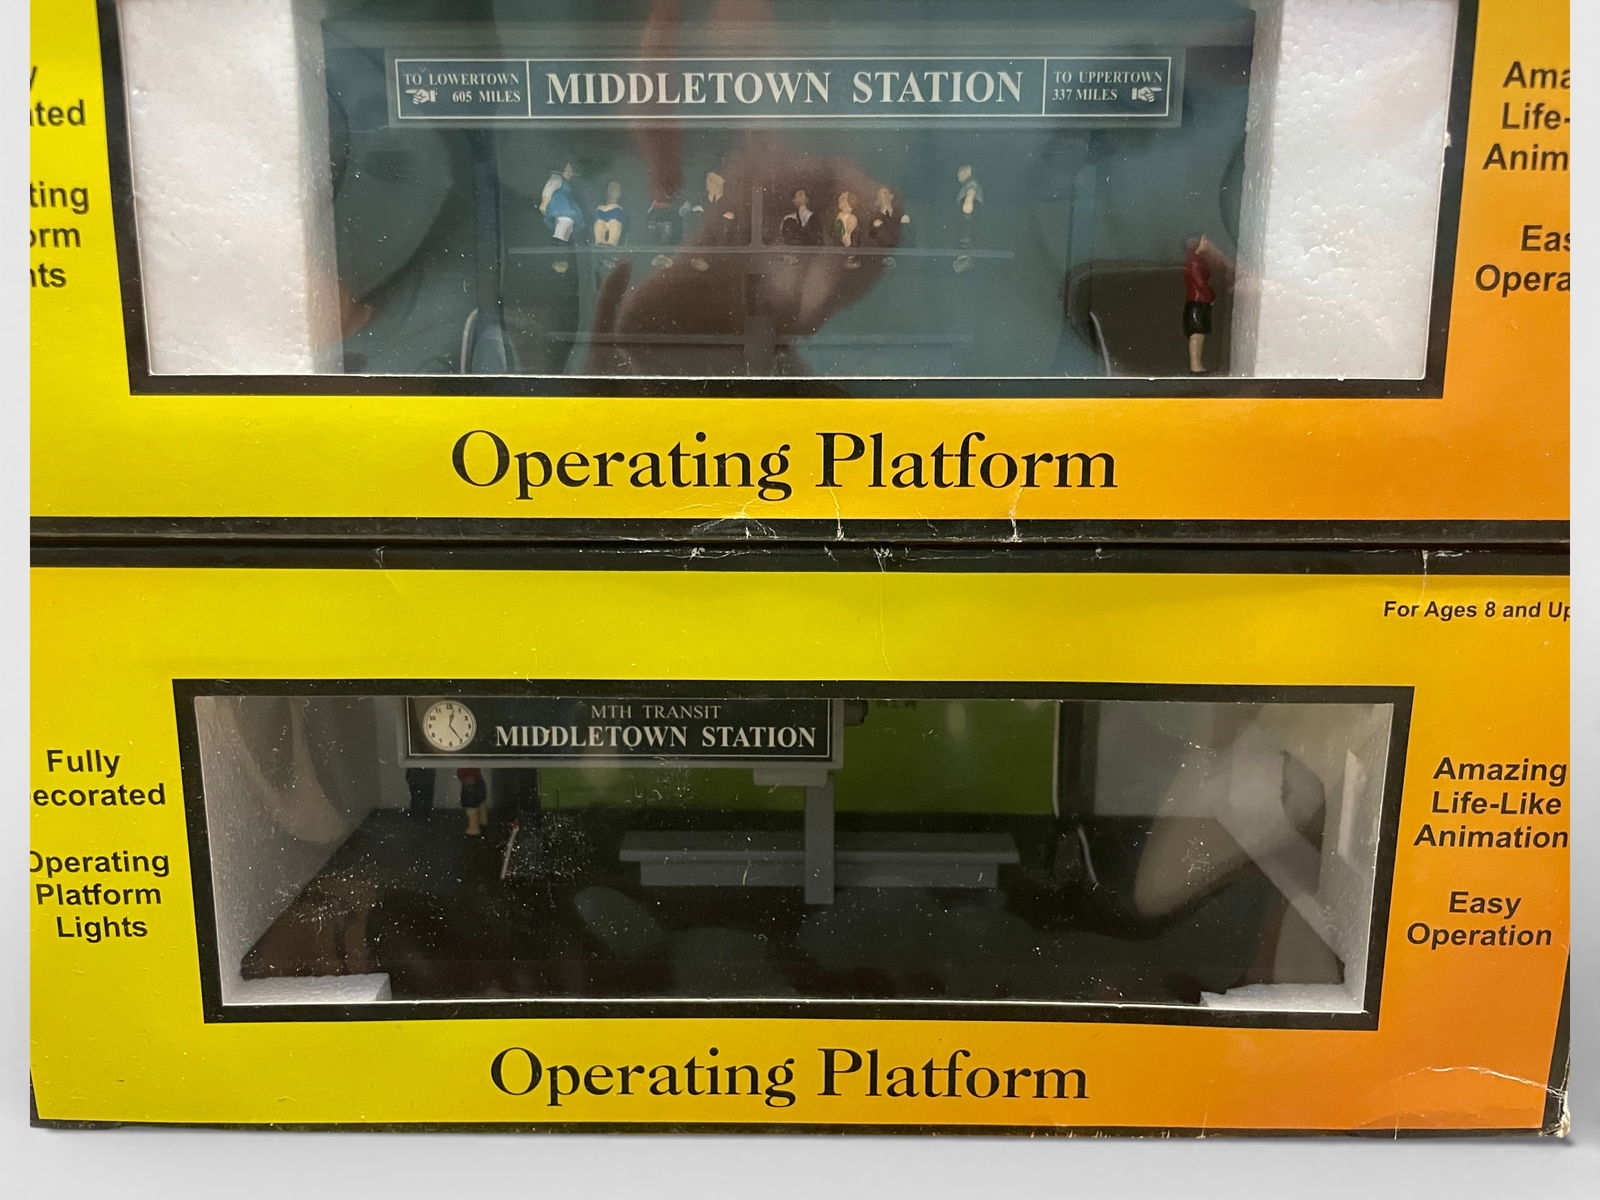 TO LOWERTOWN
605 MILES
MIDDLETOWN STATION
TO UPPERTOWN
337 MILES
Operating Platform
For Ages 8 and Up
MTH TRANSIT
MIDDLETOWN STATION
Fully
ecorated
Operating
Platform
Lights
Amazing
Life-Like
Animation
Easy
Operation
Operating Platform